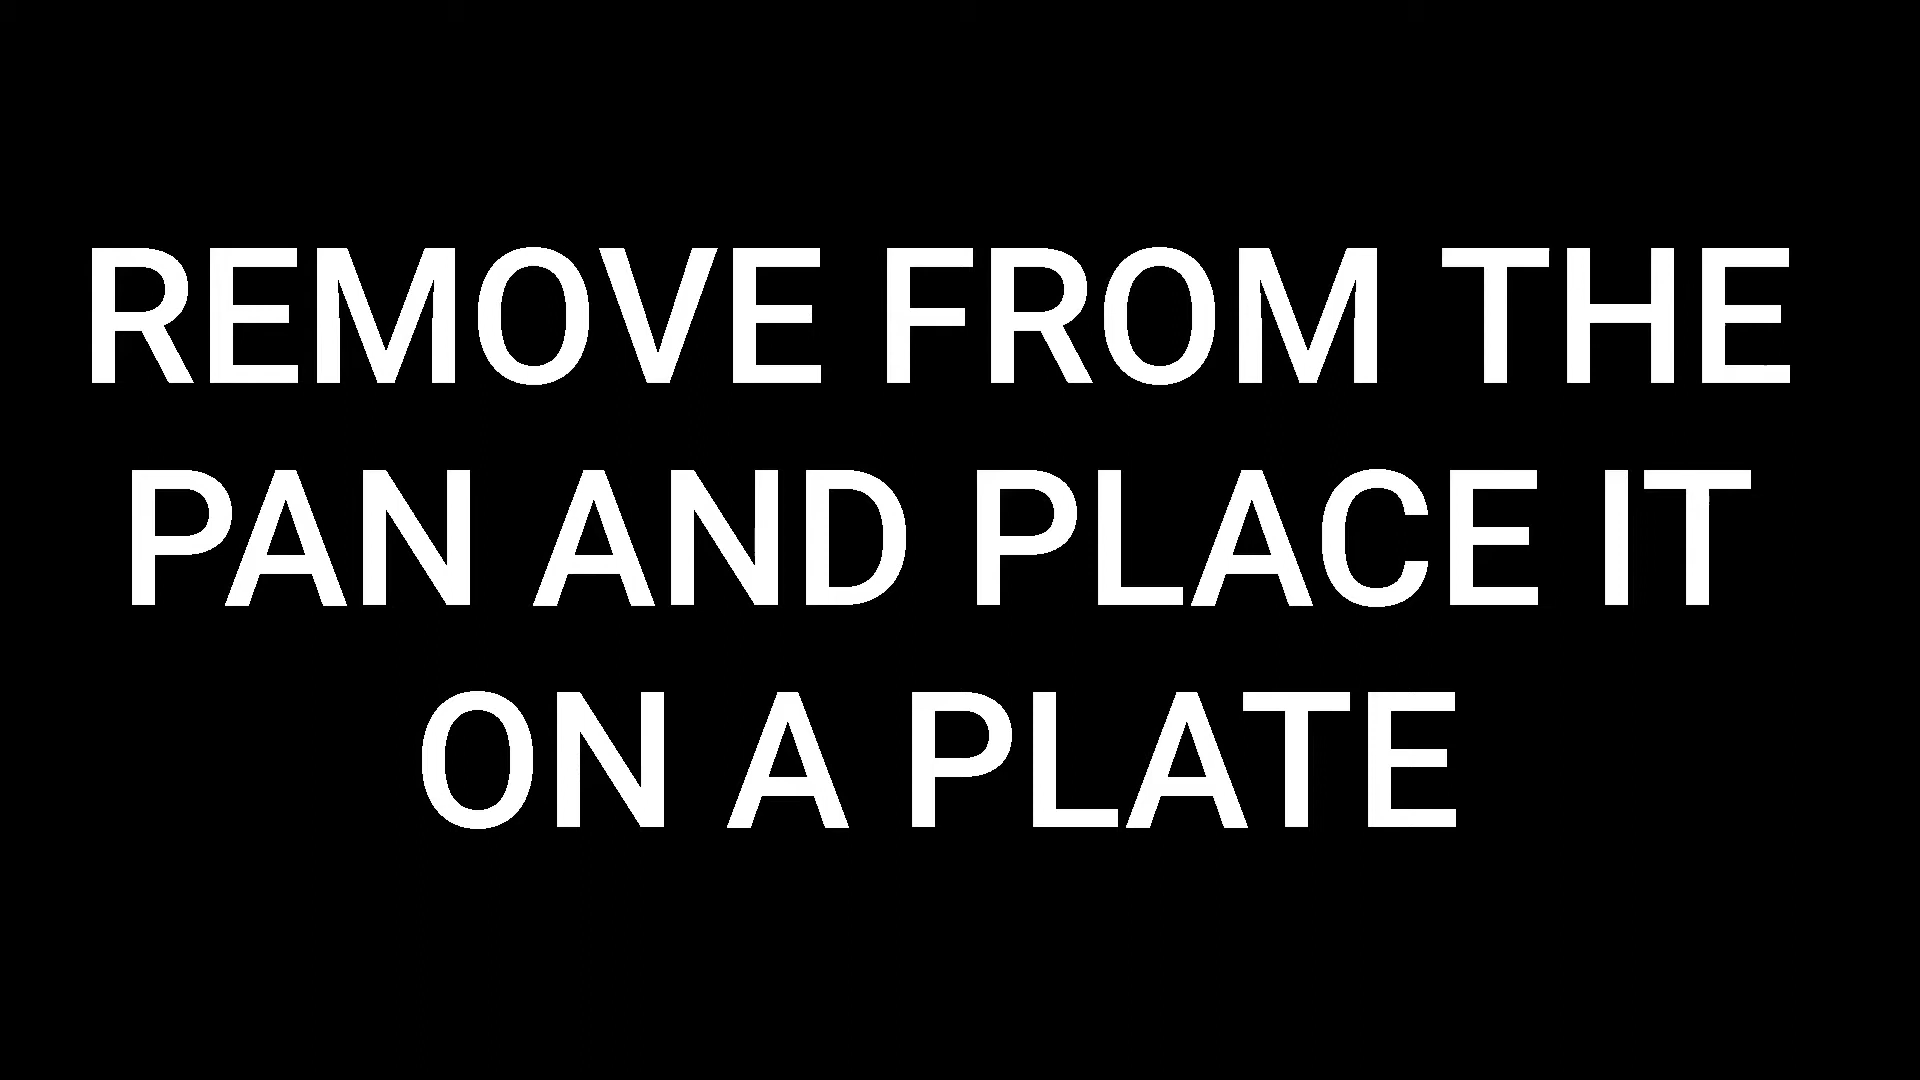 REMOVE FROM THE
PAN AND PLACE IT
ON A PLATE